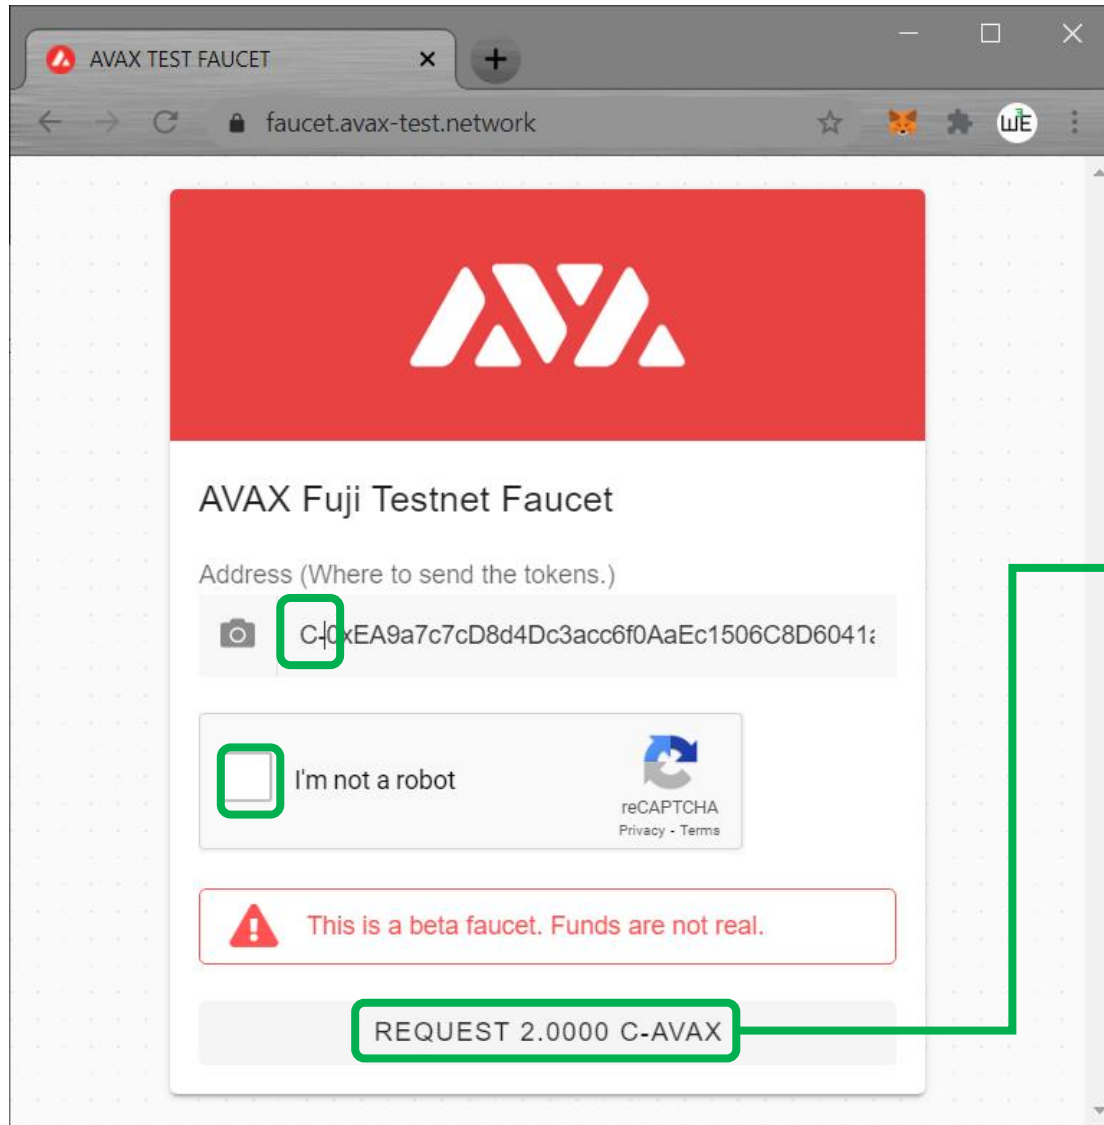 AVAX TEST FAUCET
faucet.avax-test.network
AVAX Fuji Testnet Faucet
Address (Where to send the tokens.)
C-0xEA9a7c7cD8d4Dc3acc6f0AaEc1506C8D6041a
I'm not a robot
reCAPTCHA
Privacy - Terms
This is a beta faucet. Funds are not real.
REQUEST 2.0000 C-AVAX